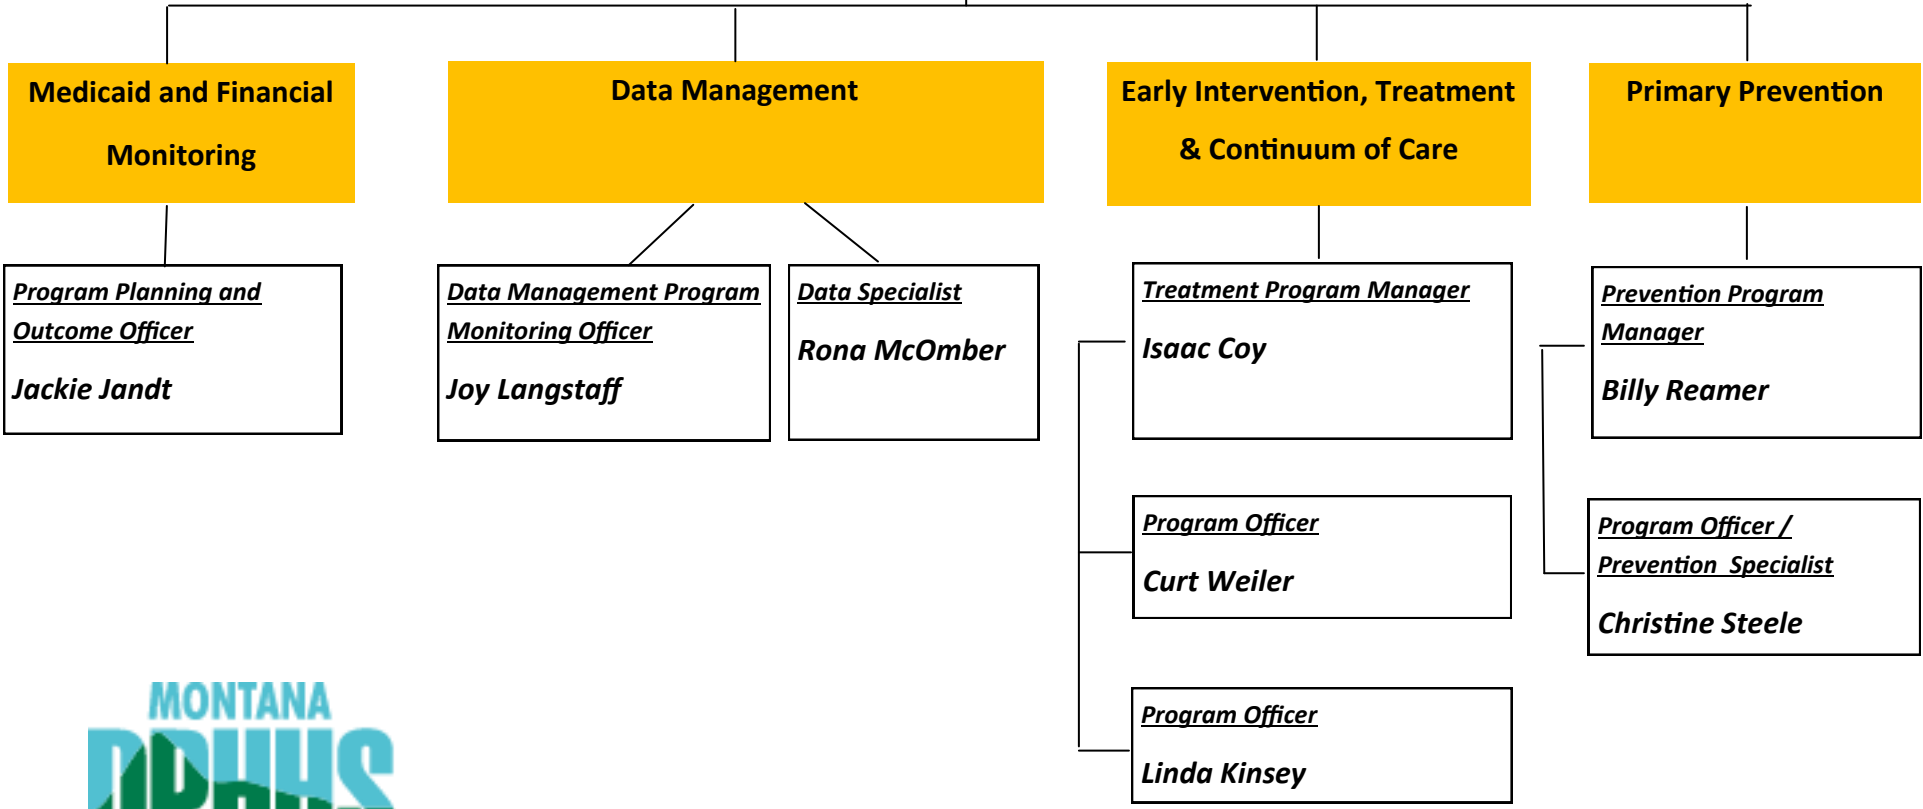 Medicaid and Financial
Monitoring
Data Management
Early Intervention, Treatment
& Continuum of Care
Primary Prevention
Program Planning and
Outcome Officer
Jackie Jandt
Data Management Program
Monitoring Officer
Joy Langstaff
Data Specialist
Rona McOmber
Treatment Program Manager
Isaac Coy
Prevention Program
Manager
Billy Reamer
Program Officer
Curt Weiler
Program Officer /
Prevention Specialist
Christine Steele
Program Officer
Linda Kinsey
MONTANA
DPHHS